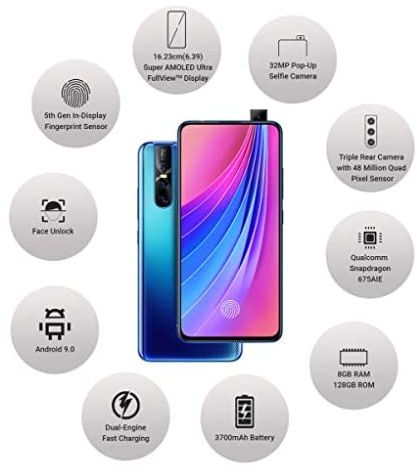 16.23cm(6.39)
Super AMOLED Ultra
FullView™ Display
32MP Pop-Up
Selfie Camera
5th Gen In-Display
Fingerprint Sensor
Triple Rear Camera
with 48 Million Quad
Pixel Sensor
Face Unlock
Qualcomm
Snapdragon
675AIE
Android 9.0
8GB RAM
128GB ROM
Dual-Engine
Fast Charging
3700mAh Battery